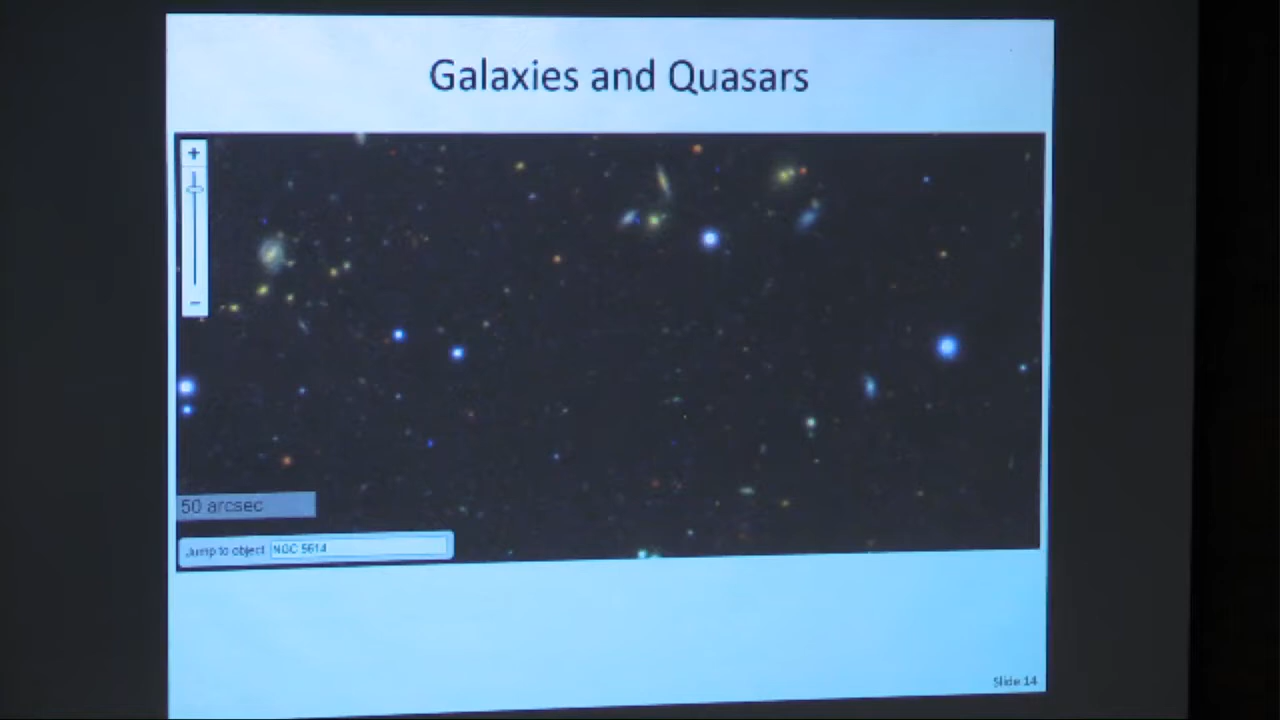 Galaxies and Quasars
+
−
50 arcsec
Jump to object NGC 5614
Slide 14